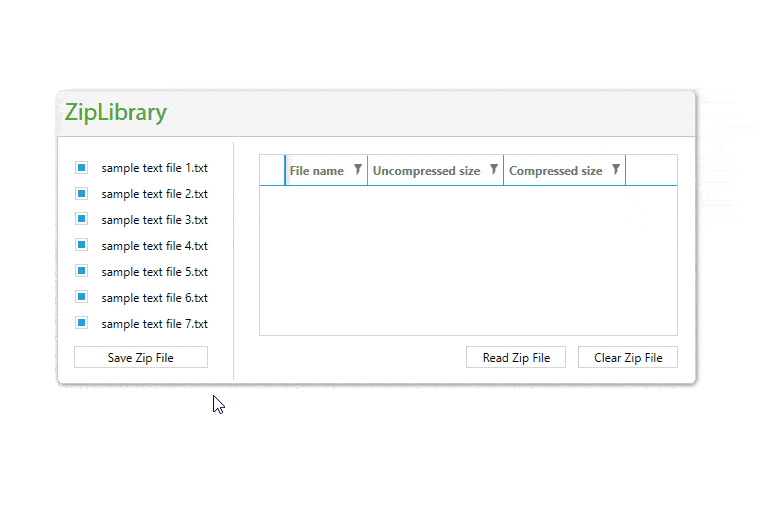 ZipLibrary
sample text file 1.txt
sample text file 2.txt
sample text file 3.txt
sample text file 4.txt
sample text file 5.txt
sample text file 6.txt
sample text file 7.txt
Save Zip File
File name Uncompressed size Compressed size
Read Zip File Clear Zip File